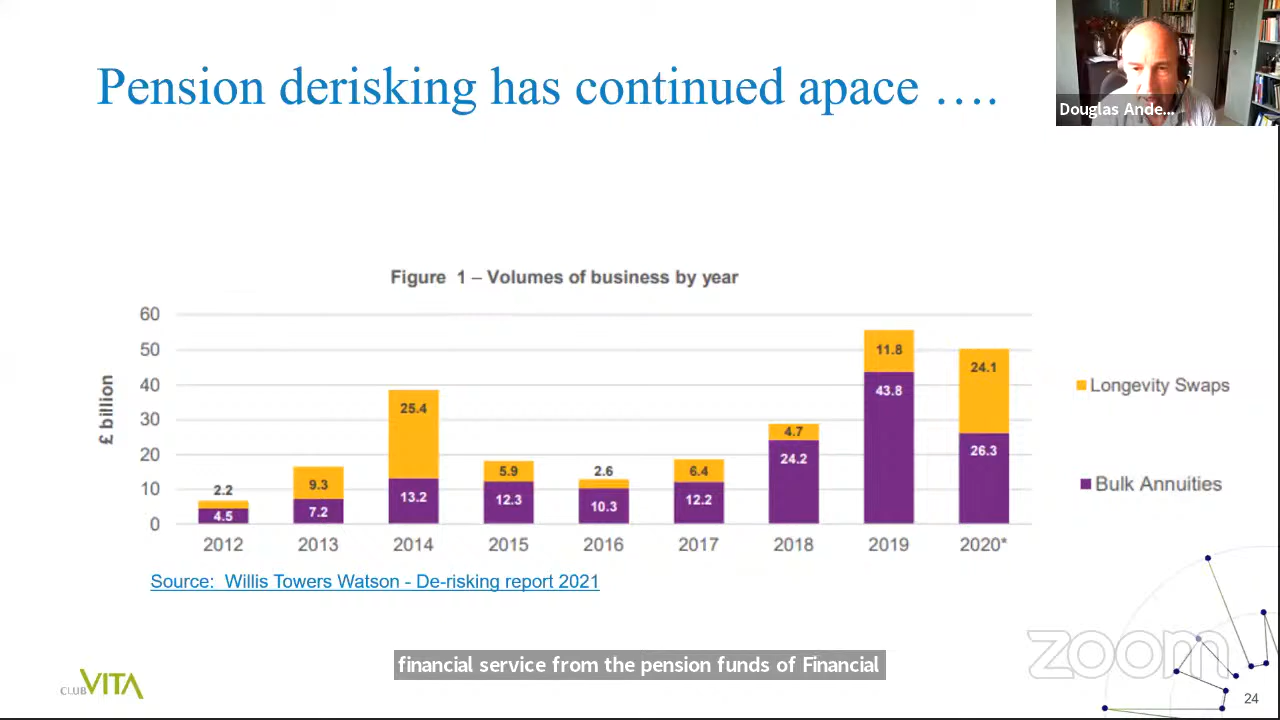 Pension derisking has continued apace ….
Douglas Ande...
Figure 1 – Volumes of business by year
£ billion
60
50
40
30
20
10
0
2.2
4.5
9.3
7.2
25.4
13.2
5.9
12.3
2.6
10.3
6.4
12.2
4.7
24.2
11.8
43.8
24.1
26.3
2012 2013 2014 2015 2016 2017 2018 2019 2020*
Longevity Swaps
Bulk Annuities
Source: Willis Towers Watson - De-risking report 2021
financial service from the pension funds of Financial
zoom
CLUB VITA
24